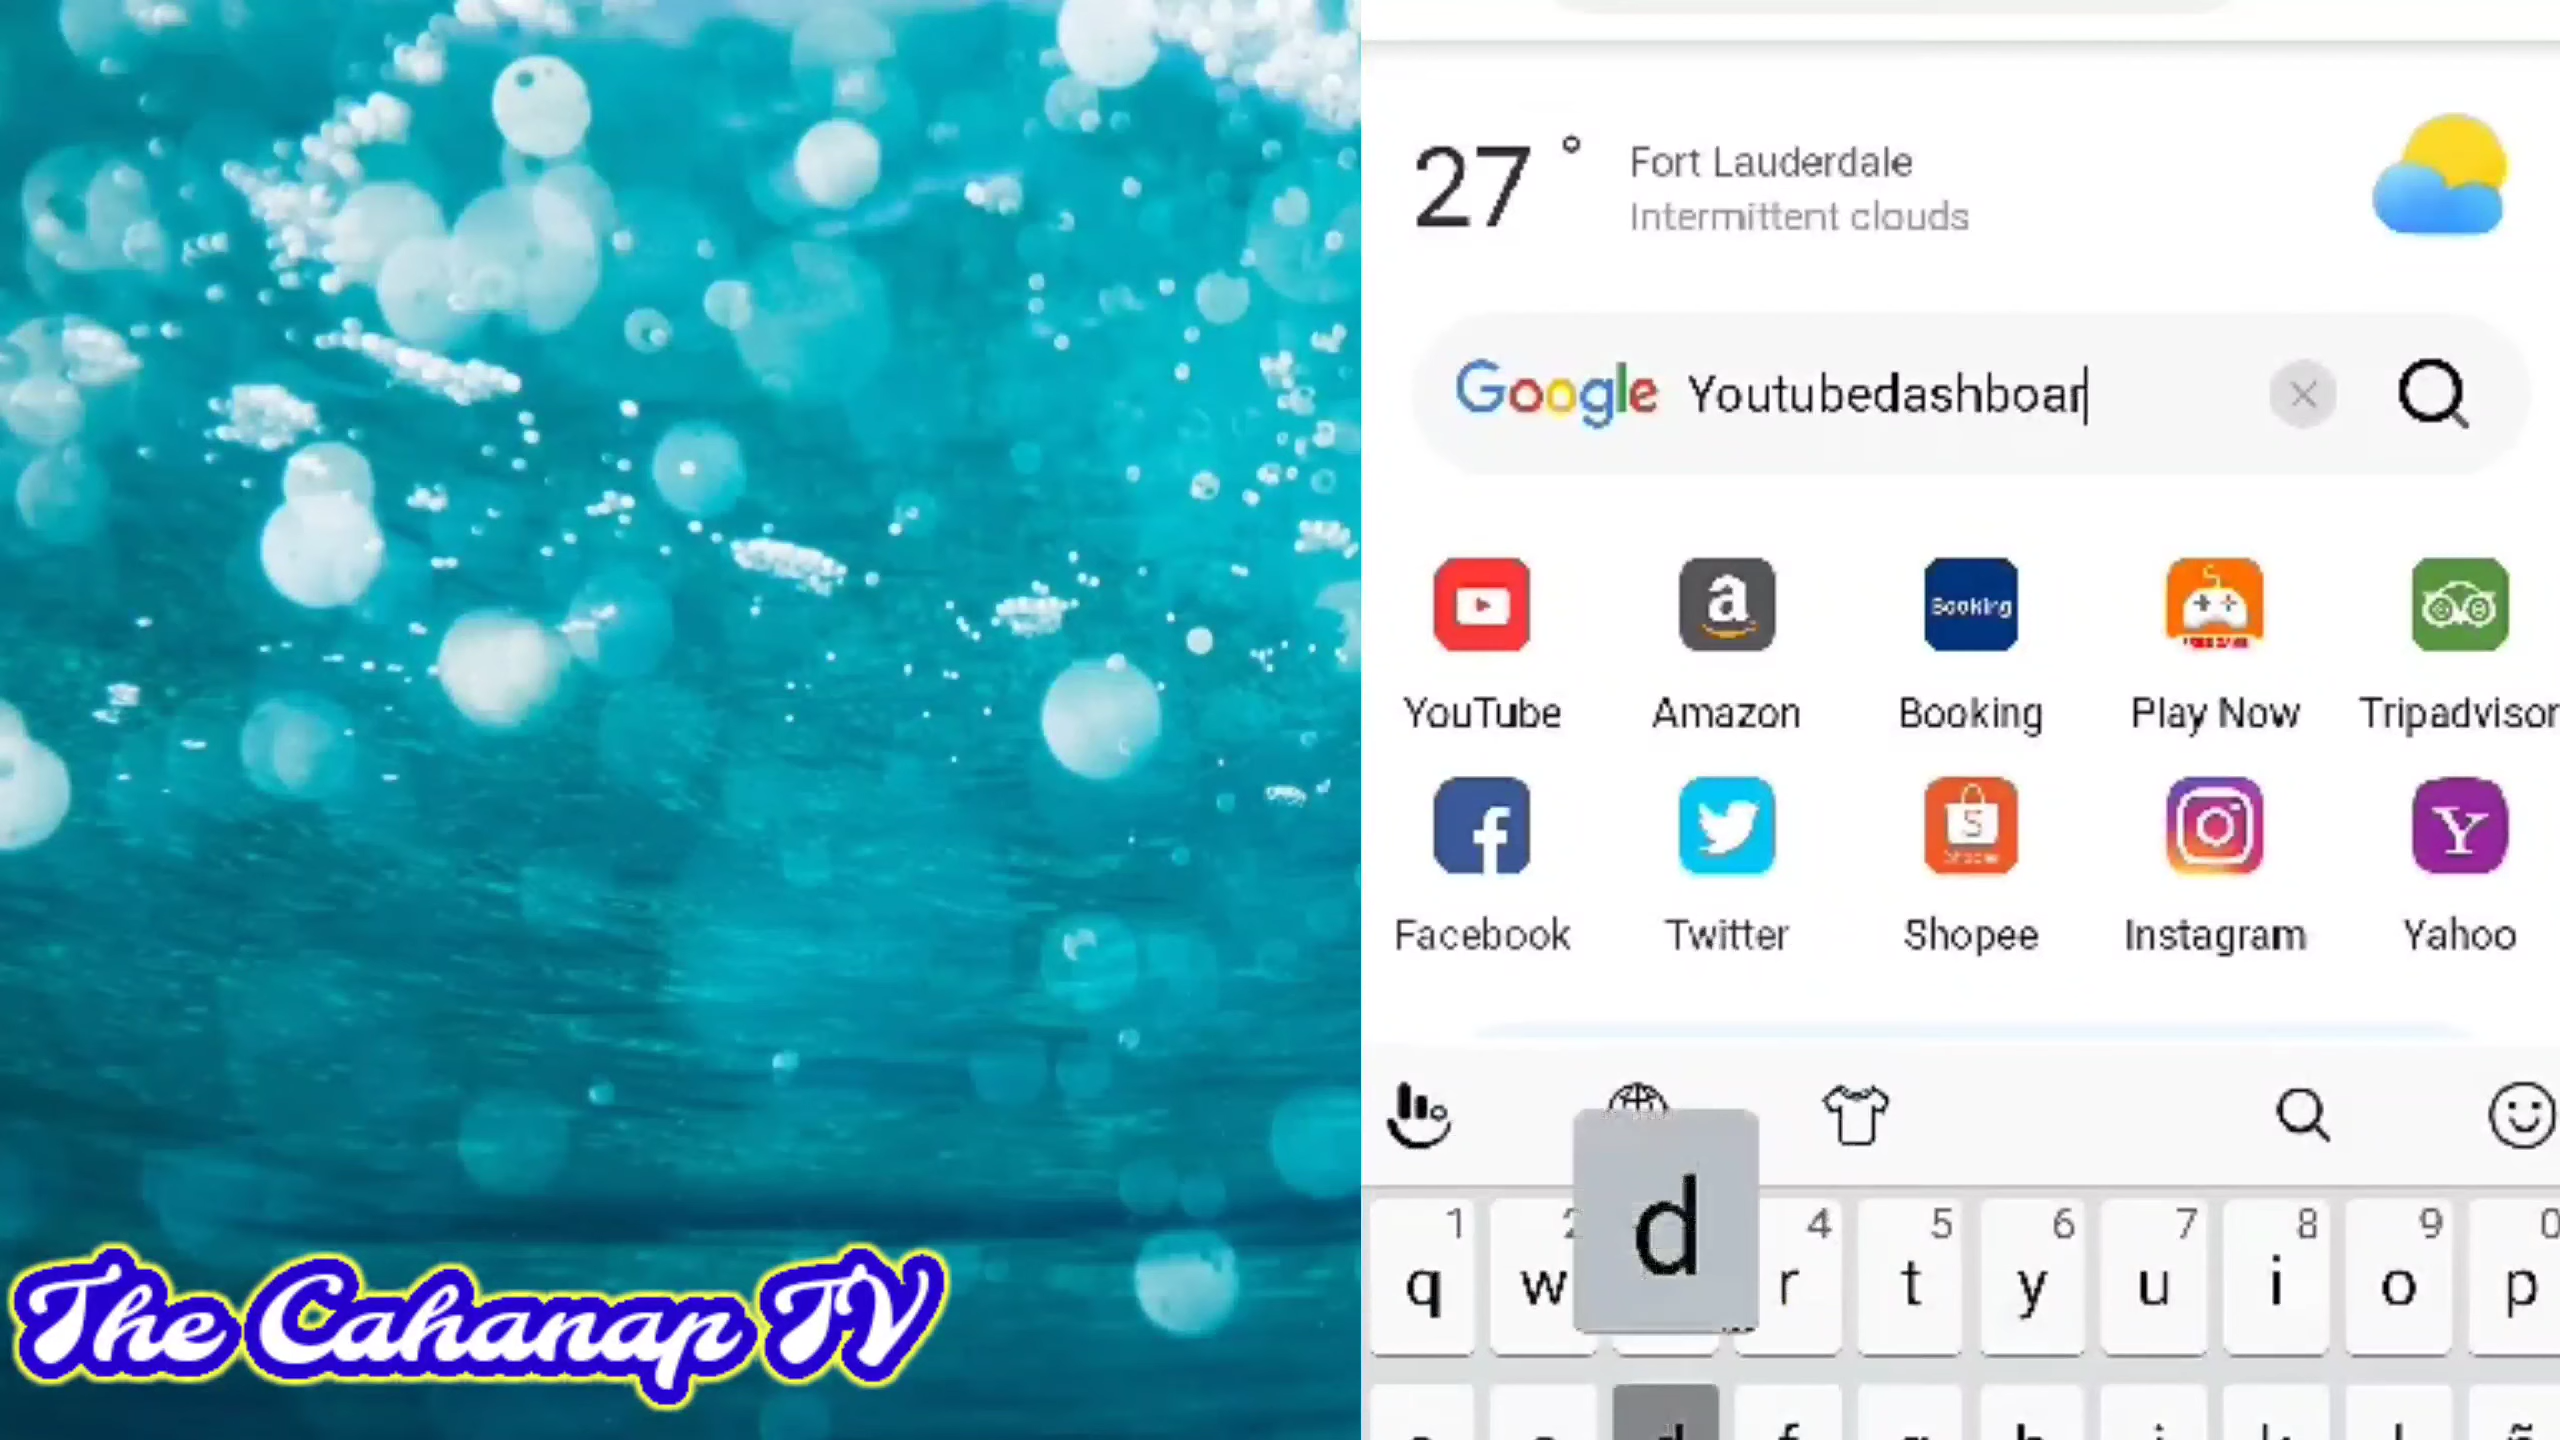 27°
Fort Lauderdale
Intermittent clouds
Google Youtubedashboar
YouTube Amazon Booking Play Now Tripadvisor
Facebook Twitter Shopee Instagram Yahoo
d
1 2 4 5 6 7 8 9 0
q w r t y u i o p
The Cahanap TV